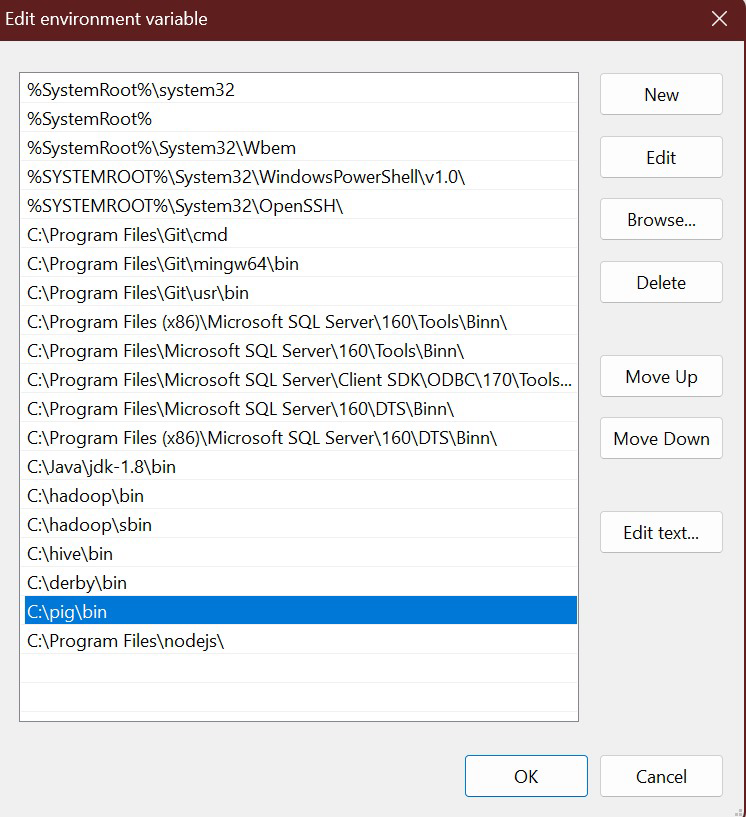 Edit environment variable
%SystemRoot%\system32
%SystemRoot%
%SystemRoot%\System32\Wbem
%SYSTEMROOT%\System32\WindowsPowerShell\v1.0\
%SYSTEMROOT%\System32\OpenSSH\
C:\Program Files\Git\cmd
C:\Program Files\Git\mingw64\bin
C:\Program Files\Git\usr\bin
C:\Program Files (x86)\Microsoft SQL Server\160\Tools\Binn\
C:\Program Files\Microsoft SQL Server\160\Tools\Binn\
C:\Program Files\Microsoft SQL Server\Client SDK\ODBC\170\Tools...
C:\Program Files\Microsoft SQL Server\160\DTS\Binn\
C:\Program Files (x86)\Microsoft SQL Server\160\DTS\Binn\
C:\Java\jdk-1.8\bin
C:\hadoop\bin
C:\hadoop\sbin
C:\hive\bin
C:\derby\bin
C:\pig\bin
C:\Program Files\nodejs\
New
Edit
Browse...
Delete
Move Up
Move Down
Edit text...
OK
Cancel